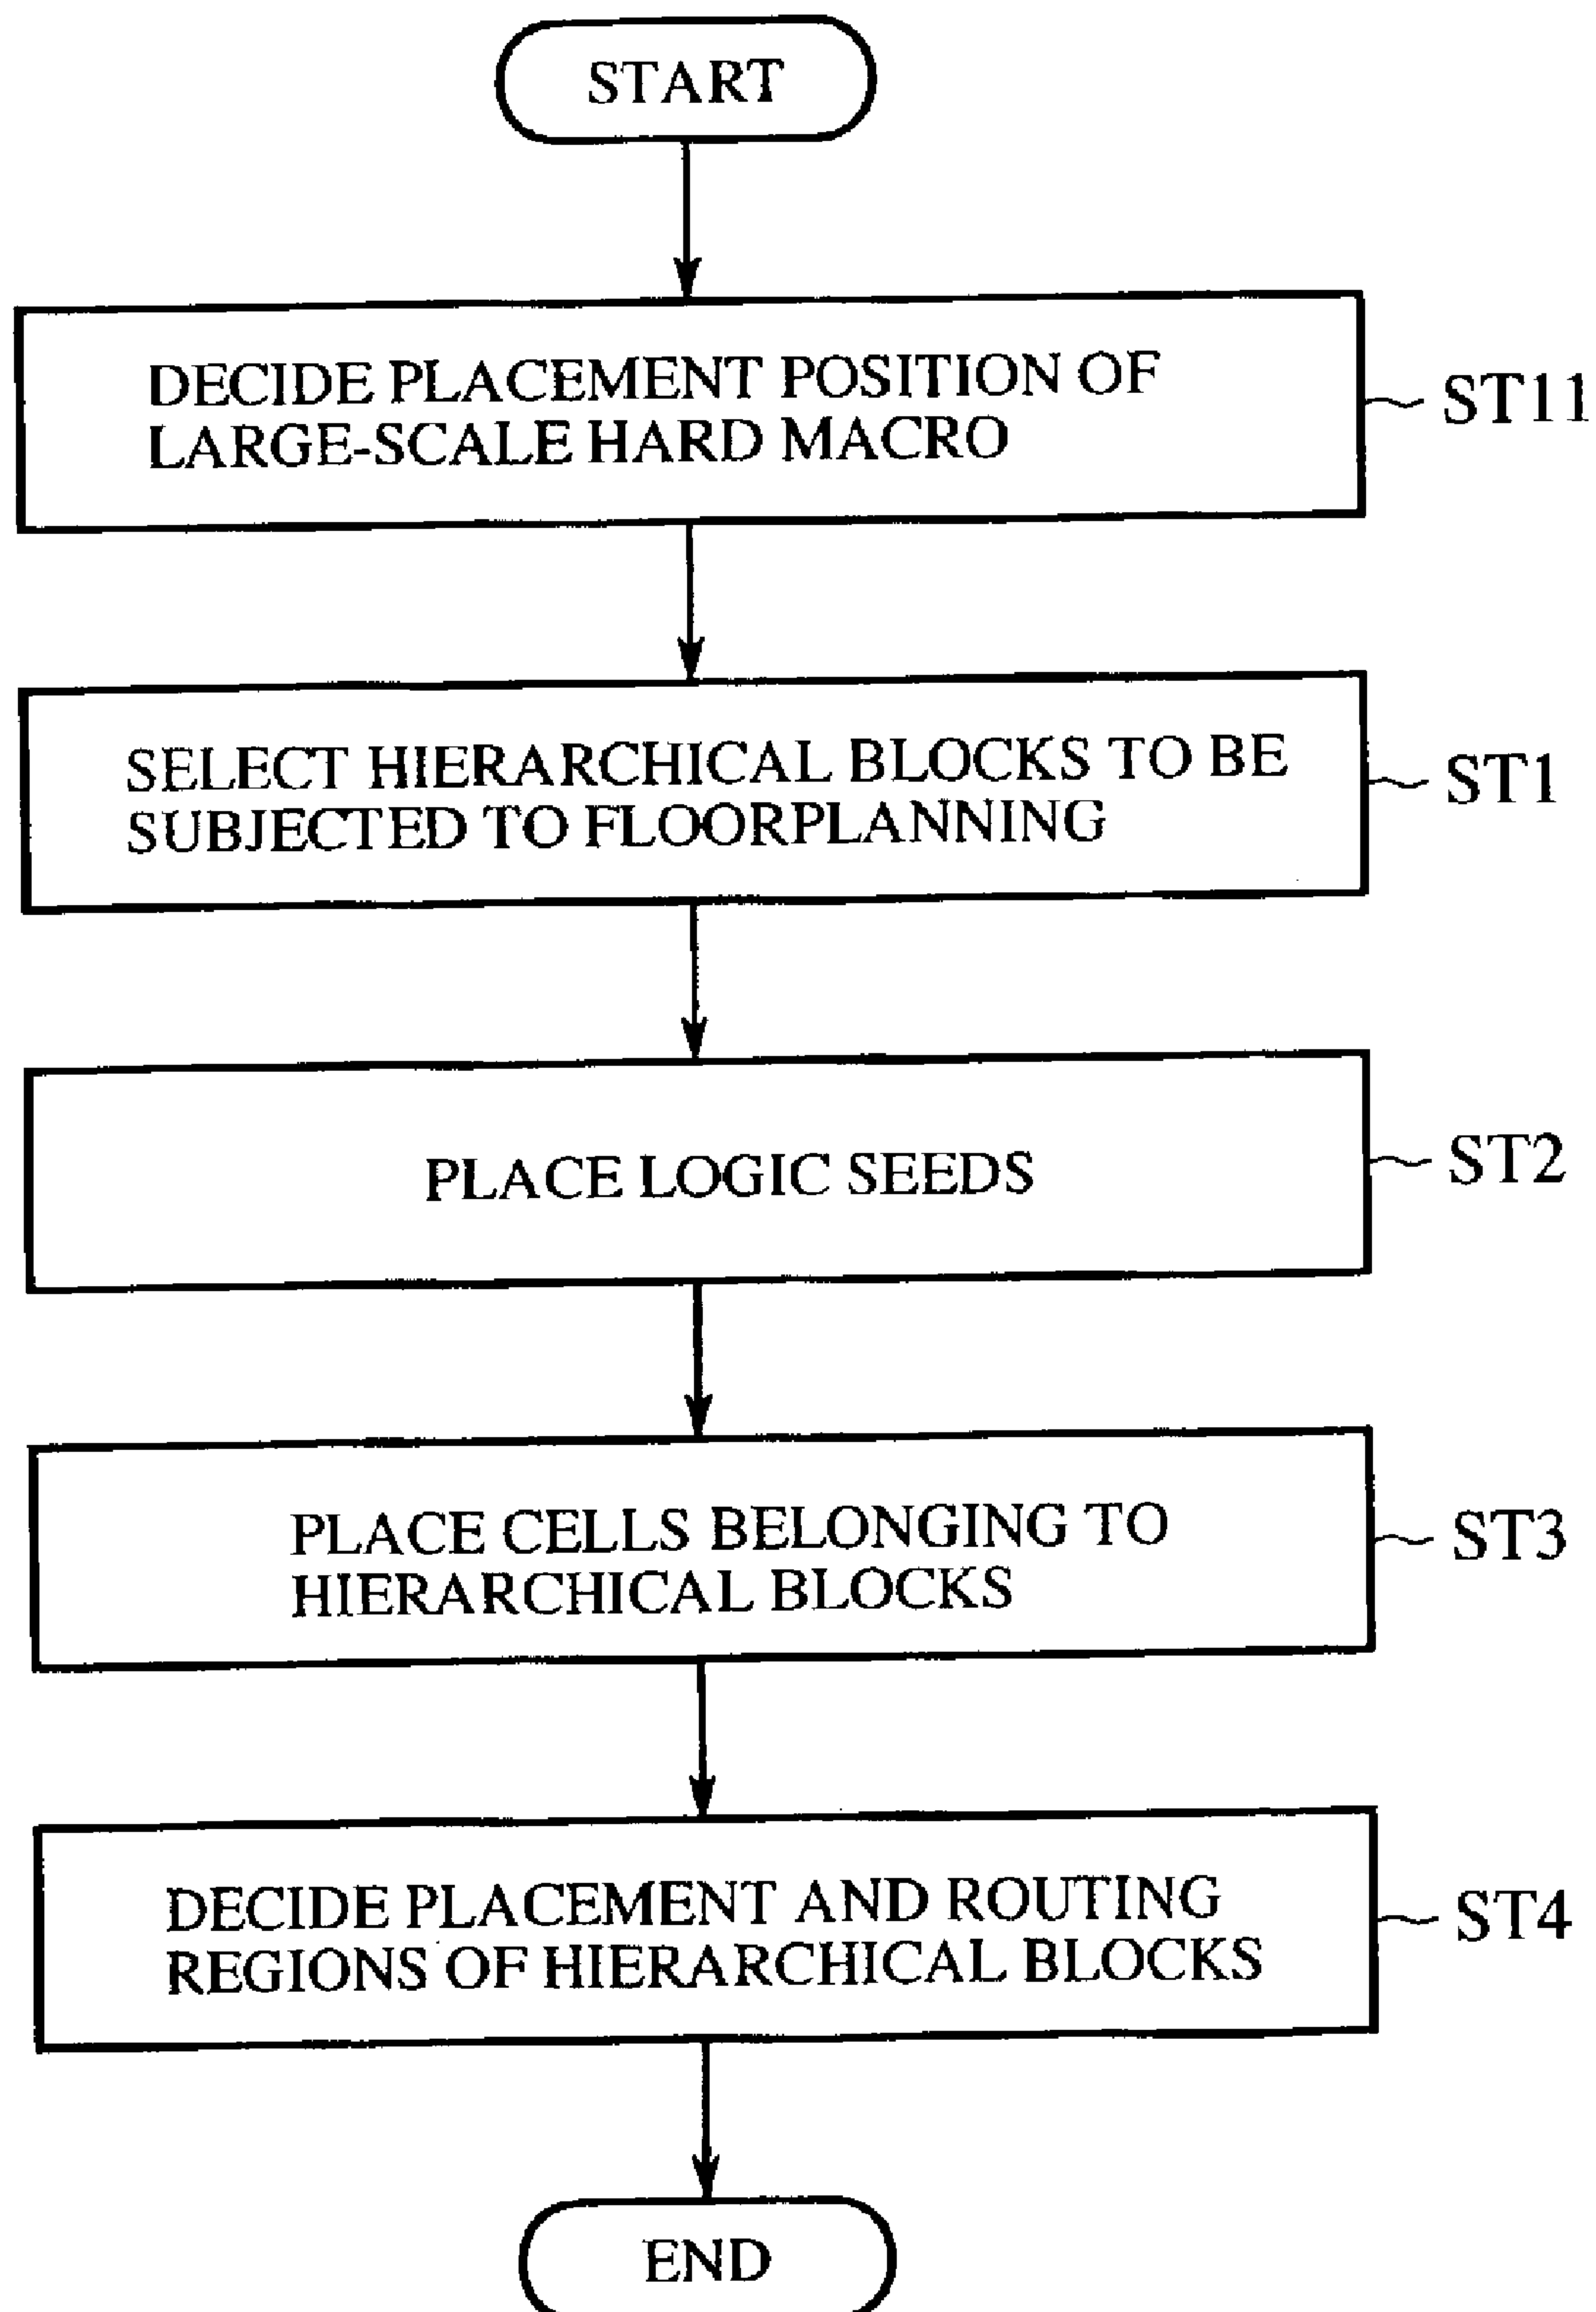 START
DECIDE PLACEMENT POSITION OF
LARGE-SCALE HARD MACRO
ST11
SELECT HIERARCHICAL BLOCKS TO BE
SUBJECTED TO FLOORPLANNING
ST1
PLACE LOGIC SEEDS
ST2
PLACE CELLS BELONGING TO
HIERARCHICAL BLOCKS
ST3
DECIDE PLACEMENT AND ROUTING
REGIONS OF HIERARCHICAL BLOCKS
ST4
END